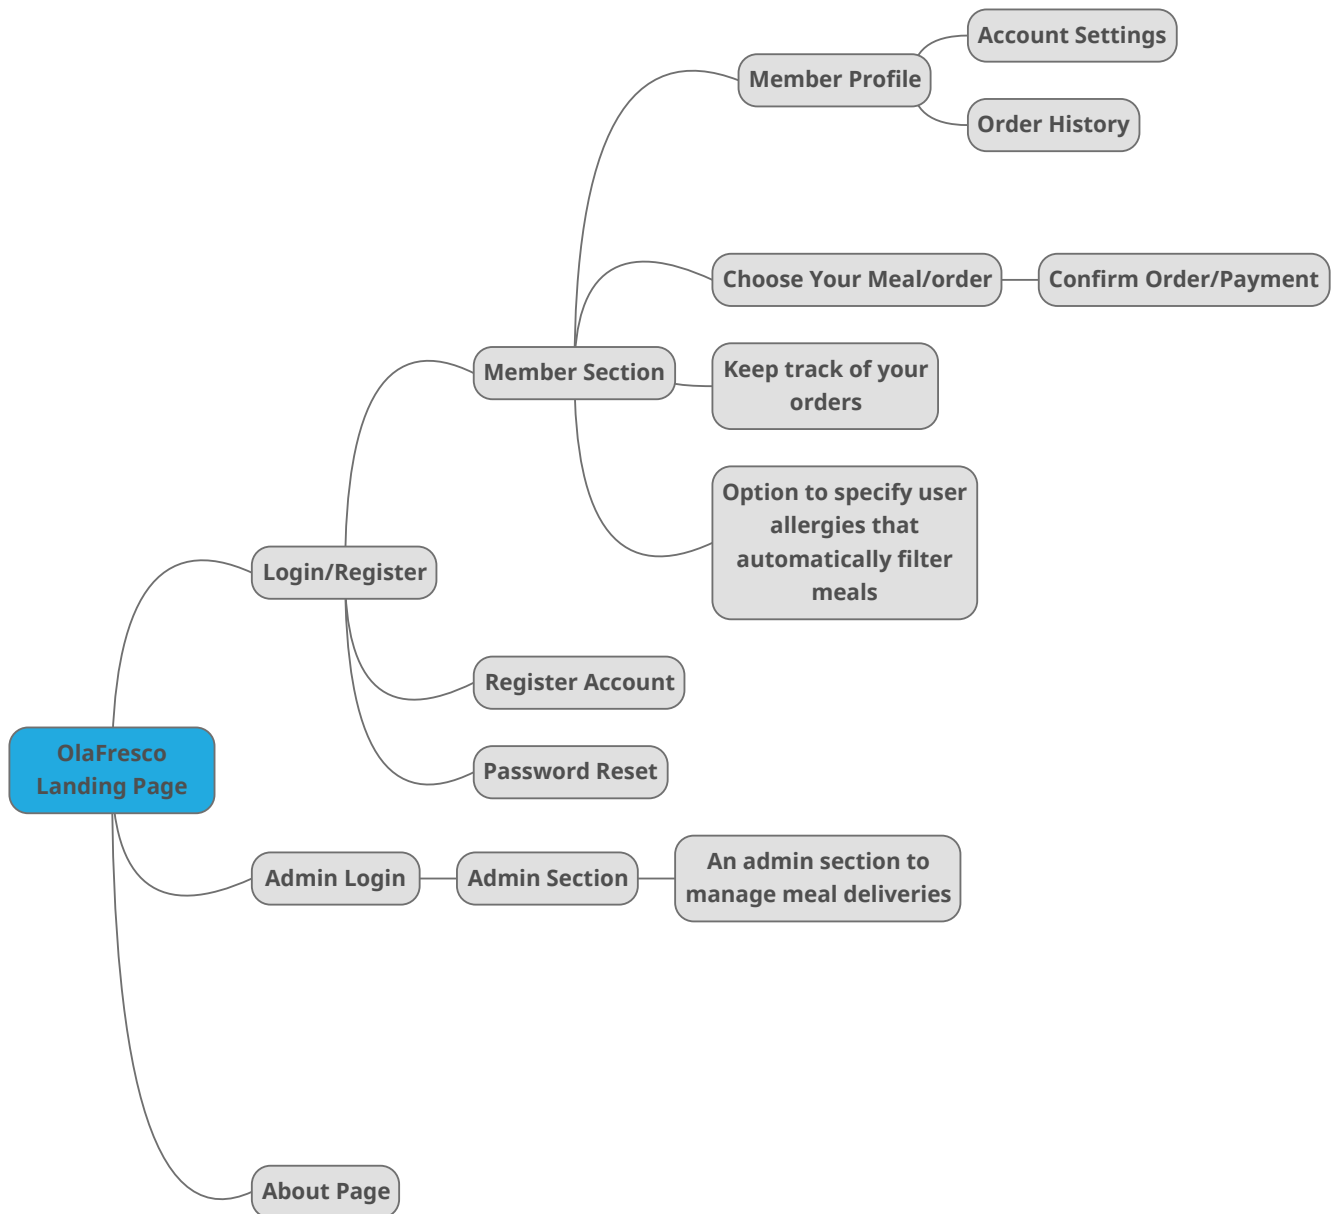 Account Settings
Member Profile
Order History
Choose Your Meal/order
Confirm Order/Payment
Member Section
Keep track of your
orders
Option to specify user
allergies that
automatically filter
meals
Login/Register
Register Account
Password Reset
OlaFresco
Landing Page
Admin Login
Admin Section
An admin section to
manage meal deliveries
About Page